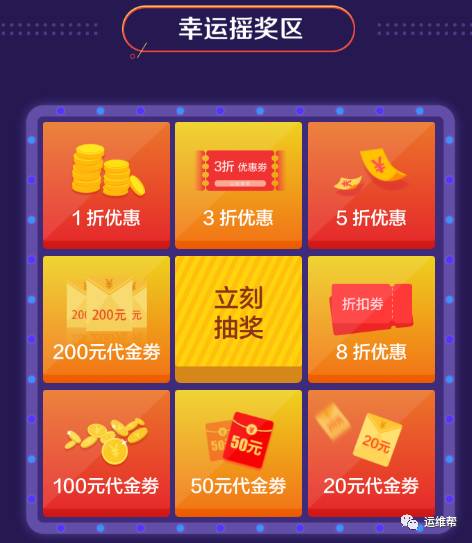 幸运摇奖区
3折 优惠券
1 折优惠
3 折优惠
5 折优惠
200元
元
立刻
抽奖
折扣券
200元代金券
8 折优惠
50元
20元
100元代金券
50元代金券
20元代金券
运维帮